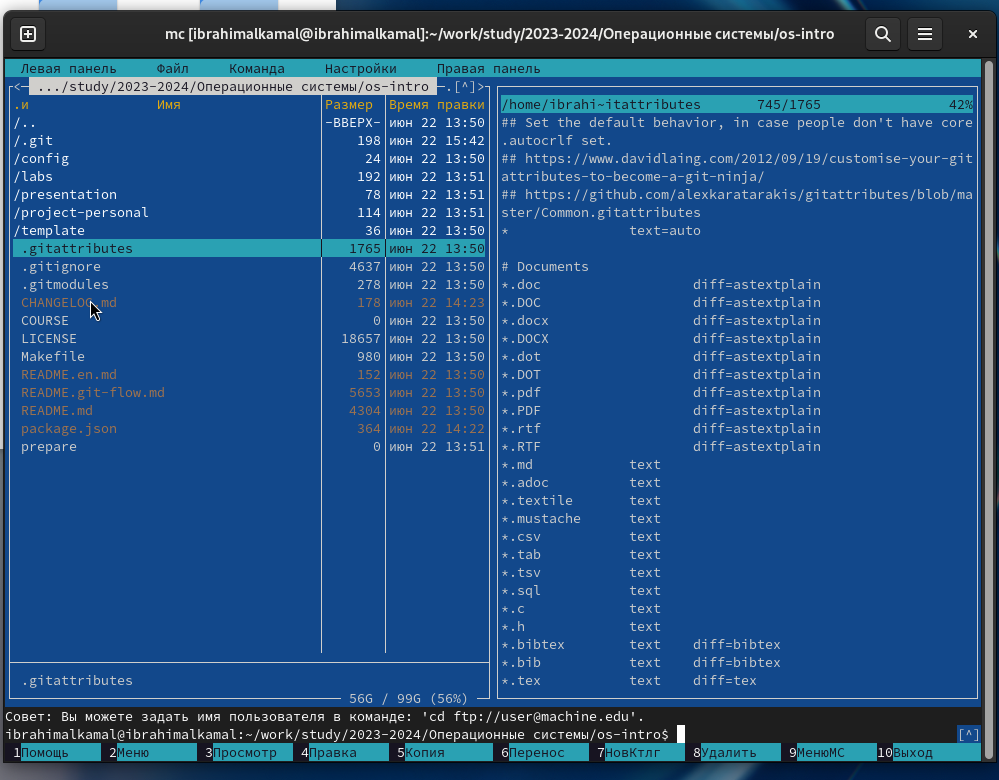 mc [ibrahimalkamal@ibrahimalkamal]:~/work/study/2023-2024/Операционные системы/os-intro
Левая панель Файл Команда Настройки Правая панель
<— .../study/2023-2024/Операционные системы/os-intro —.[^]>
.и Имя Размер Время правки
/.. -ВВЕРХ- июн 22 13:50
/.git 198 июн 22 15:42
/config 24 июн 22 13:50
/labs 192 июн 22 13:51
/presentation 78 июн 22 13:51
/project-personal 114 июн 22 13:51
/template 36 июн 22 13:50
.gitattributes 1765 июн 22 13:50
.gitignore 4637 июн 22 13:50
.gitmodules 278 июн 22 13:50
CHANGELOG.md 178 июн 22 14:23
COURSE 0 июн 22 13:50
LICENSE 18657 июн 22 13:50
Makefile 980 июн 22 13:50
README.en.md 152 июн 22 13:50
README.git-flow.md 5653 июн 22 13:50
README.md 4304 июн 22 13:50
package.json 364 июн 22 14:22
prepare 0 июн 22 13:51
.gitattributes
56G / 99G (56%)
/home/ibrahi~itattributes 745/1765 42%
## Set the default behavior, in case people don't have core
.autocrlf set.
## https://www.davidlaing.com/2012/09/19/customise-your-git
attributes-to-become-a-git-ninja/
## https://github.com/alexkaratarakis/gitattributes/blob/ma
ster/Common.gitattributes
* text=auto
# Documents
*.doc diff=astextplain
*.DOC diff=astextplain
*.docx diff=astextplain
*.DOCX diff=astextplain
*.dot diff=astextplain
*.DOT diff=astextplain
*.pdf diff=astextplain
*.PDF diff=astextplain
*.rtf diff=astextplain
*.RTF diff=astextplain
*.md text
*.adoc text
*.textile text
*.mustache text
*.csv text
*.tab text
*.tsv text
*.sql text
*.c text
*.h text
*.bibtex text diff=bibtex
*.bib text diff=bibtex
*.tex text diff=tex
Совет: Вы можете задать имя пользователя в команде: 'cd ftp://user@machine.edu'.
ibrahimalkamal@ibrahimalkamal:~/work/study/2023-2024/Операционные системы/os-intro$ [^]
1Помощь 2Меню 3Просмотр 4Правка 5Копия 6Перенос 7НовКтлг 8Удалить 9МенюМС 10Выход